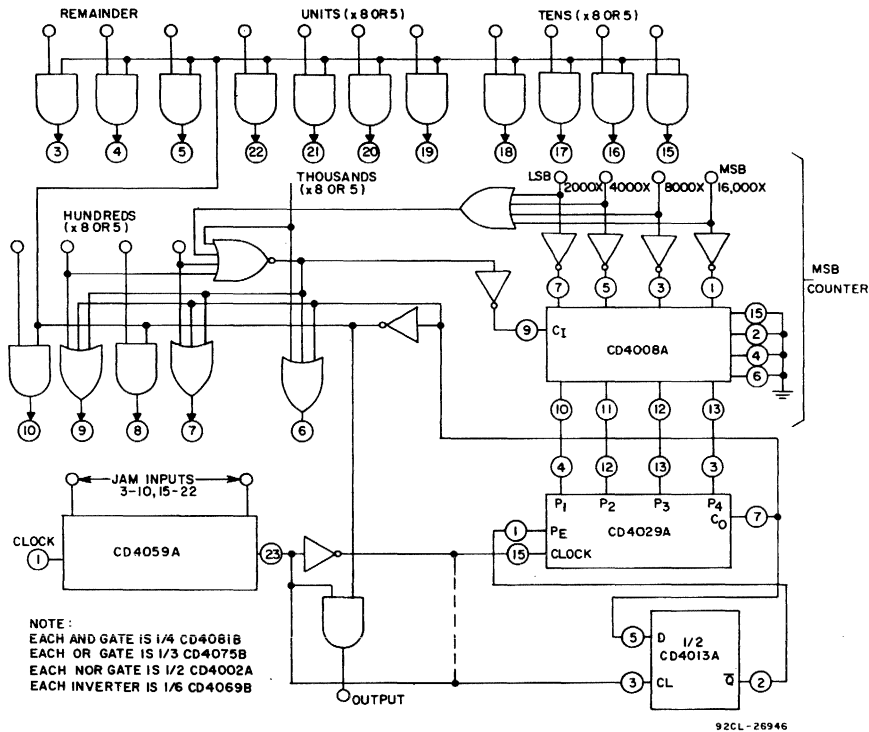 REMAINDER
UNITS (x 8 OR 5)
TENS (x 8 OR 5)
3
4
5
22
21
20
19
18
17
16
15
THOUSANDS
(x 8 OR 5)
LSB
2000X
4000X
8000X
MSB
16,000X
HUNDREDS
(x 8 OR 5)
MSB
COUNTER
7
5
3
1
9
CI
CD4008A
15
2
4
6
10
9
8
7
6
10
11
12
13
4
12
13
3
JAM INPUTS
3-10, 15-22
P1
P2
P3
P4
CO
7
1
PE
CD4029A
15
CLOCK
CLOCK
1
CD4059A
23
NOTE :
EACH AND GATE IS 1/4 CD4081B
EACH OR GATE IS 1/3 CD4075B
EACH NOR GATE IS 1/2 CD4002A
EACH INVERTER IS 1/6 CD4069B
5
D
1/2
CD4013A
3
CL
Q̅
2
OUTPUT
92CL-26946